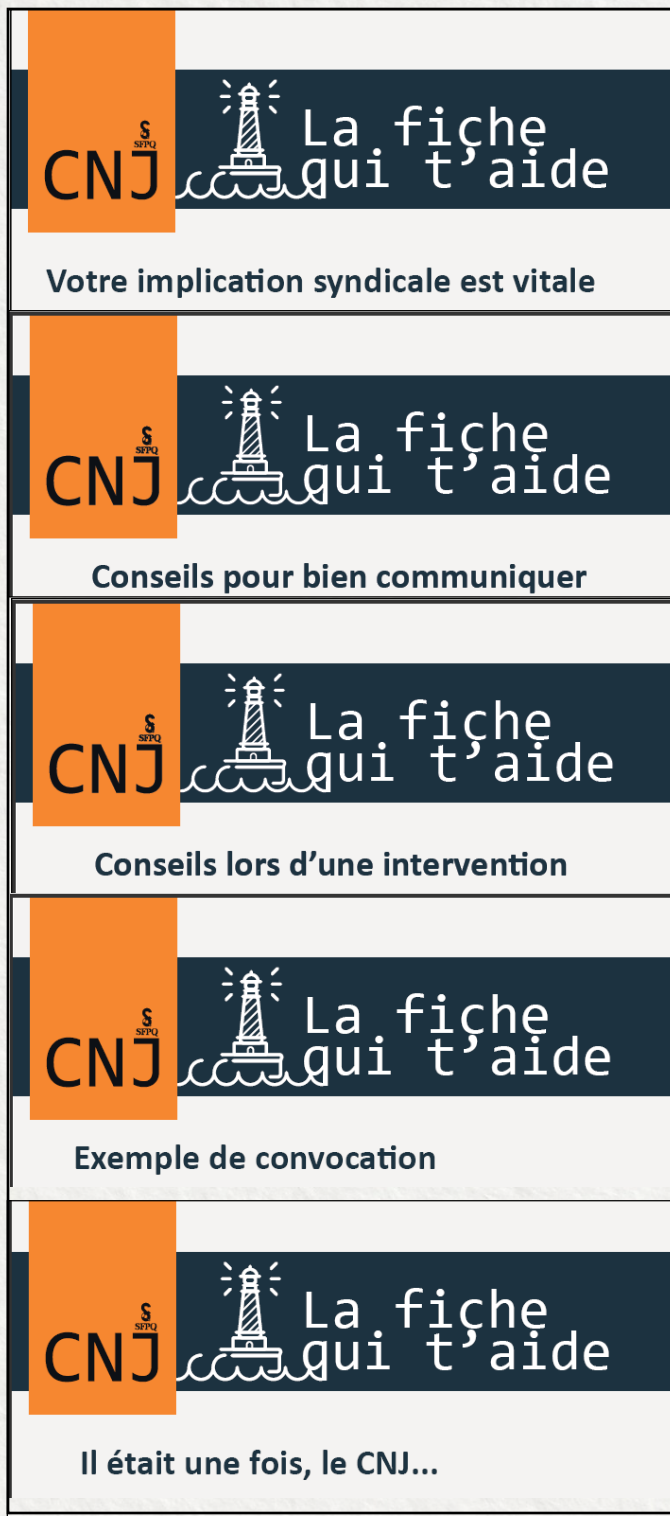 SFPQ
CNJ
La fiche
qui t'aide
Votre implication syndicale est vitale
SFPQ
CNJ
La fiche
qui t'aide
Conseils pour bien communiquer
SFPQ
CNJ
La fiche
qui t'aide
Conseils lors d'une intervention
SFPQ
CNJ
La fiche
qui t'aide
Exemple de convocation
SFPQ
CNJ
La fiche
qui t'aide
Il était une fois, le CNJ...